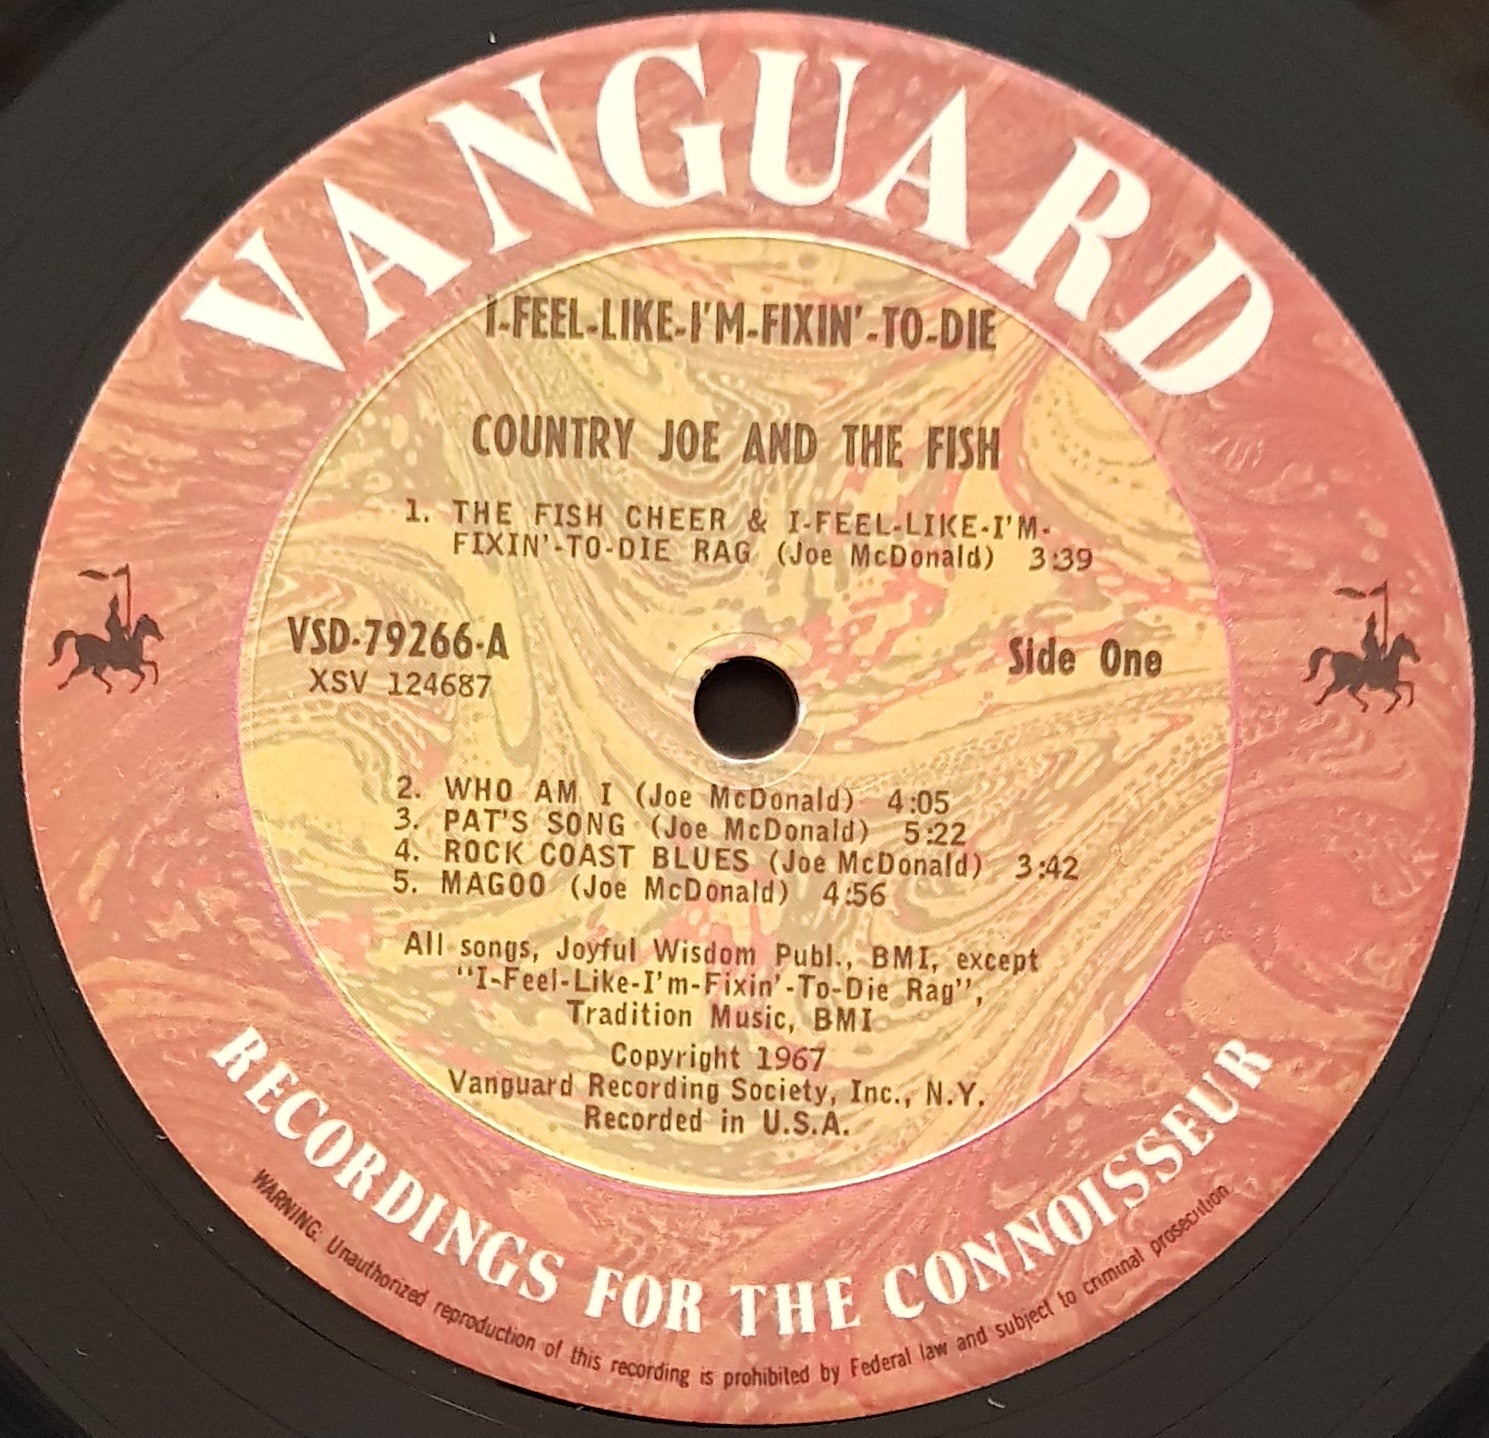 VANGUARD
I-FEEL-LIKE-I'M-FIXIN'-TO-DIE
COUNTRY JOE AND THE FISH
1. THE FISH CHEER & I-FEEL-LIKE-I'M-
FIXIN'-TO-DIE RAG (Joe McDonald) 3:39
VSD-79266-A
XSV 124687
Side One
2. WHO AM I (Joe McDonald) 4:05
3. PAT'S SONG (Joe McDonald) 5:22
4. ROCK COAST BLUES (Joe McDonald) 3:42
5. MAGOO (Joe McDonald) 4:56
All songs, Joyful Wisdom Publ., BMI, except
"I-Feel-Like-I'm-Fixin'-To-Die Rag",
Tradition Music, BMI
Copyright 1967
Vanguard Recording Society, Inc., N.Y.
Recorded in U.S.A.
RECORDINGS FOR THE CONNOISSEUR
WARNING: Unauthorized reproduction of this recording is prohibited by Federal law and subject to criminal prosecution.